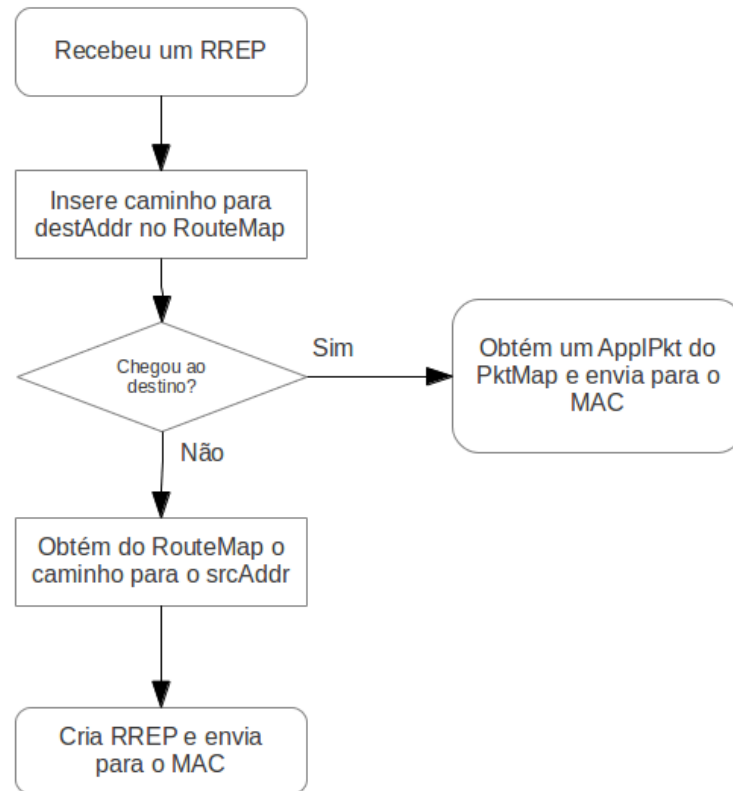 Recebeu um RREP
Insere caminho para
destAddr no RouteMap
Chegou ao
destino?
Sim
Obtém um ApplPkt do
PktMap e envia para o
MAC
Não
Obtém do RouteMap o
caminho para o srcAddr
Cria RREP e envia
para o MAC